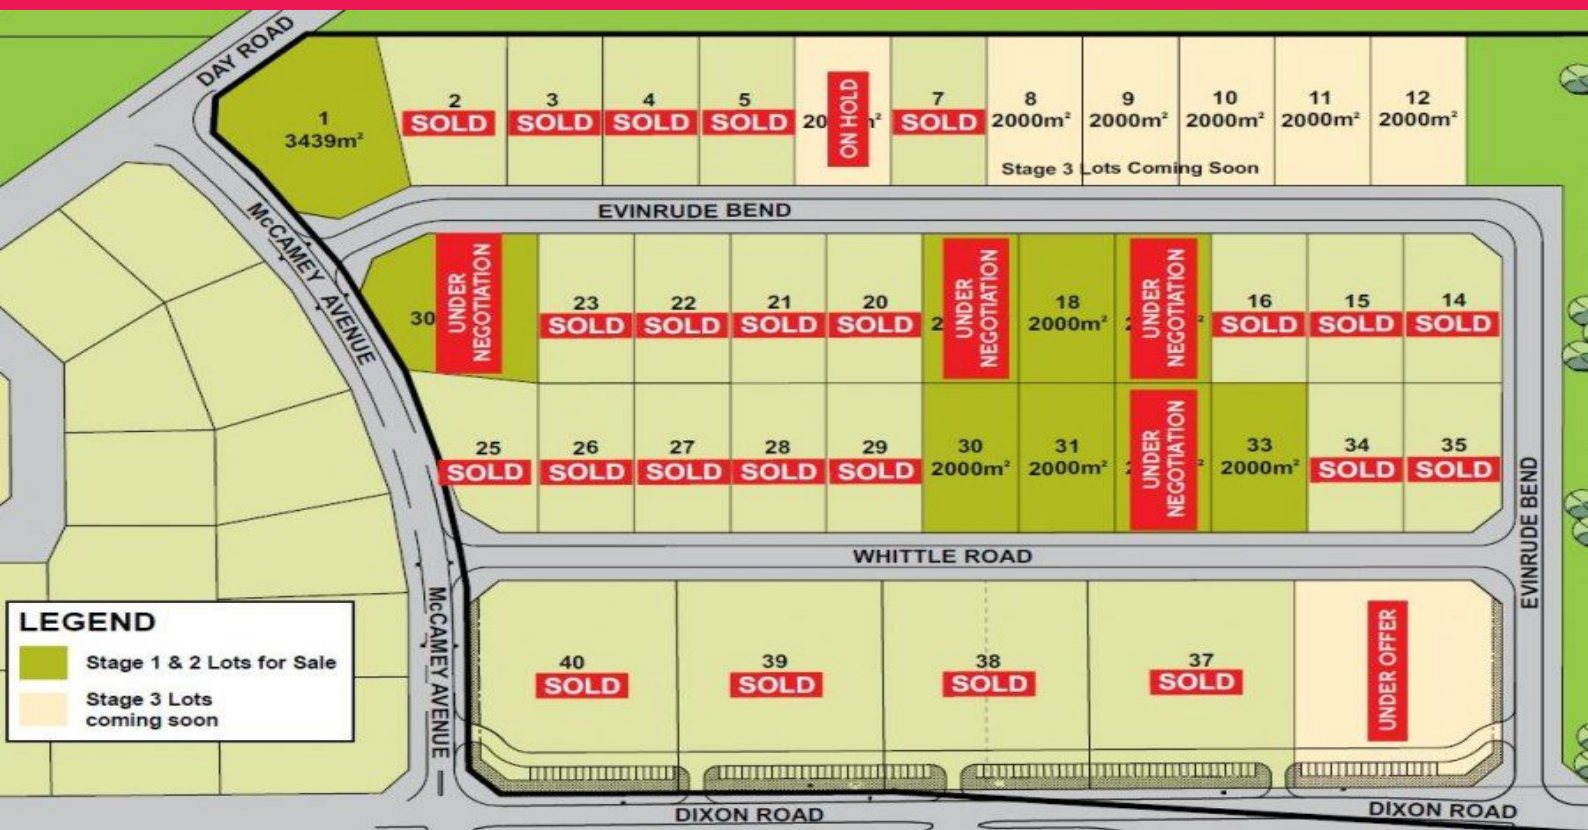 DAY ROAD
1
3439m²
2
SOLD
3
SOLD
4
SOLD
5
SOLD
20
ON HOLD
7
SOLD
8
2000m²
9
2000m²
10
2000m²
11
2000m²
12
2000m²
Stage 3 Lots Coming Soon
EVINRUDE BEND
McCAMEY AVENUE
30
UNDER
NEGOTIATION
23
SOLD
22
SOLD
21
SOLD
20
SOLD
2
UNDER
NEGOTIATION
18
2000m²
UNDER
NEGOTIATION
16
SOLD
15
SOLD
14
SOLD
25
SOLD
26
SOLD
27
SOLD
28
SOLD
29
SOLD
30
2000m²
31
2000m²
UNDER
NEGOTIATION
33
2000m²
34
SOLD
35
SOLD
EVINRUDE BEND
WHITTLE ROAD
McCAMEY AVENUE
40
SOLD
39
SOLD
38
SOLD
37
SOLD
UNDER OFFER
LEGEND
Stage 1 & 2 Lots for Sale
Stage 3 Lots
coming soon
DIXON ROAD
DIXON ROAD